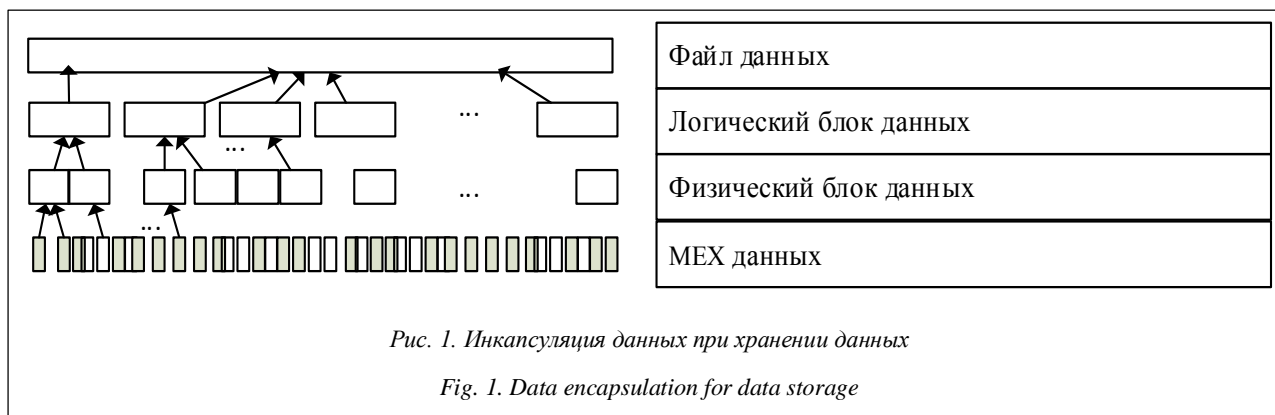 Файл данных
...
Логический блок данных
...
Физический блок данных
...
...
МЕХ данных
Рис. 1. Инкапсуляция данных при хранении данных
Fig. 1. Data encapsulation for data storage